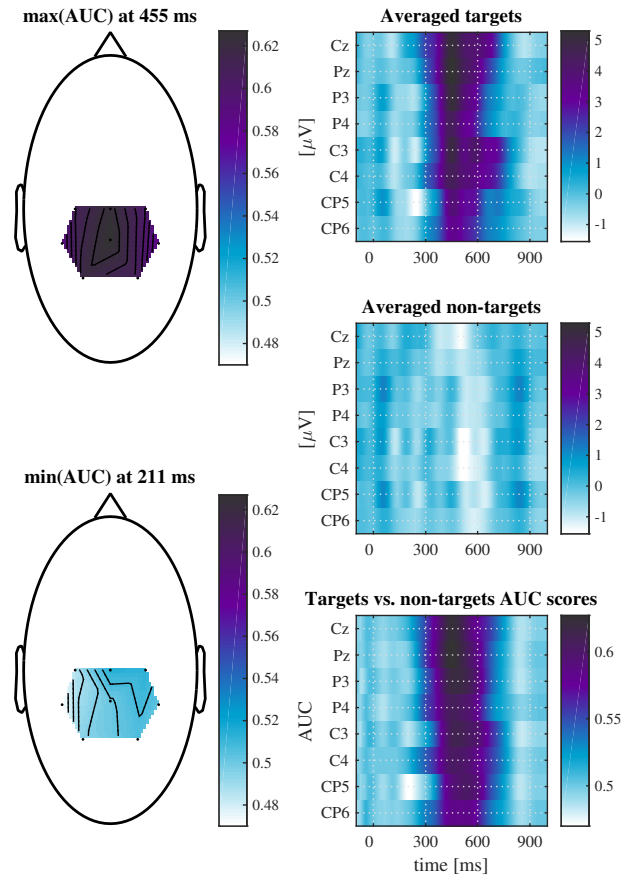 max(AUC) at 455 ms
0.62
0.6
0.58
0.56
0.54
0.52
0.5
0.48
Averaged targets
[μV]
Cz
Pz
P3
P4
C3
C4
CP5
CP6
0 300 600 900
5
4
3
2
1
0
-1
Averaged non-targets
[μV]
Cz
Pz
P3
P4
C3
C4
CP5
CP6
0 300 600 900
5
4
3
2
1
0
-1
min(AUC) at 211 ms
0.62
0.6
0.58
0.56
0.54
0.52
0.5
0.48
Targets vs. non-targets AUC scores
AUC
Cz
Pz
P3
P4
C3
C4
CP5
CP6
0 300 600 900
time [ms]
0.6
0.55
0.5